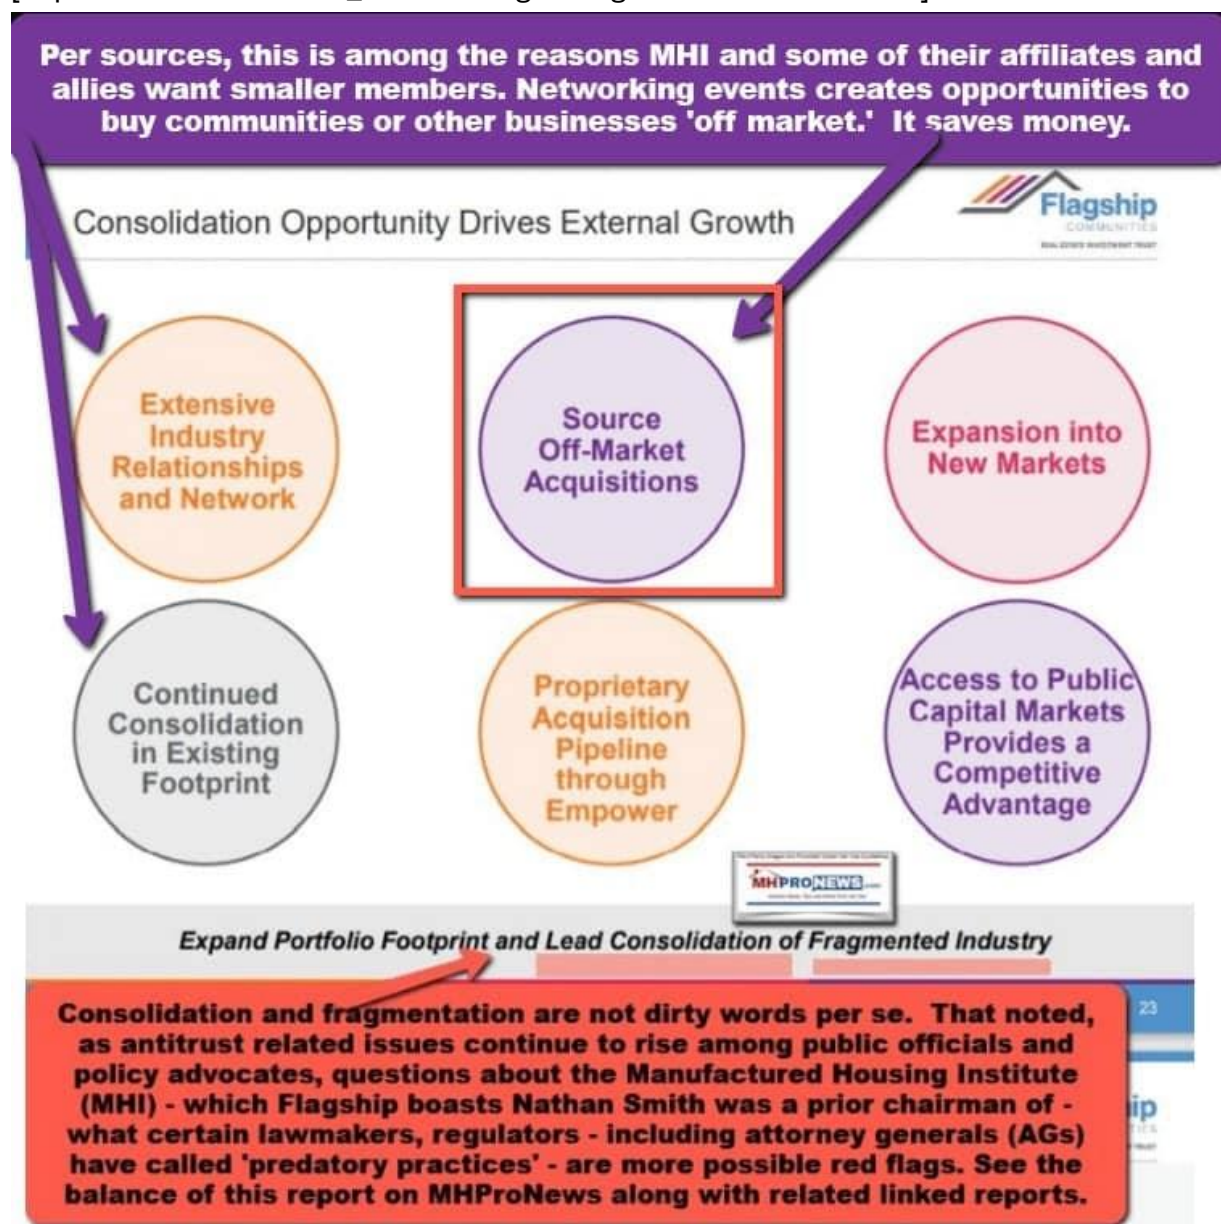 Per sources, this is among the reasons MHI and some of their affiliates and
allies want smaller members. Networking events creates opportunities to
buy communities or other businesses 'off market.' It saves money.
Consolidation Opportunity Drives External Growth
Flagship
COMMUNITIES
REAL ESTATE INVESTMENT TRUST
Extensive
Industry
Relationships
and Network
Source
Off-Market
Acquisitions
Expansion into
New Markets
Continued
Consolidation
in Existing
Footprint
Proprietary
Acquisition
Pipeline
through
Empower
Access to Public
Capital Markets
Provides a
Competitive
Advantage
MHPRONEWS.com
Expand Portfolio Footprint and Lead Consolidation of Fragmented Industry
23
Consolidation and fragmentation are not dirty words per se. That noted,
as antitrust related issues continue to rise among public officials and
policy advocates, questions about the Manufactured Housing Institute
(MHI) - which Flagship boasts Nathan Smith was a prior chairman of -
what certain lawmakers, regulators - including attorney generals (AGs)
have called 'predatory practices' - are more possible red flags. See the
balance of this report on MHProNews along with related linked reports.
ip